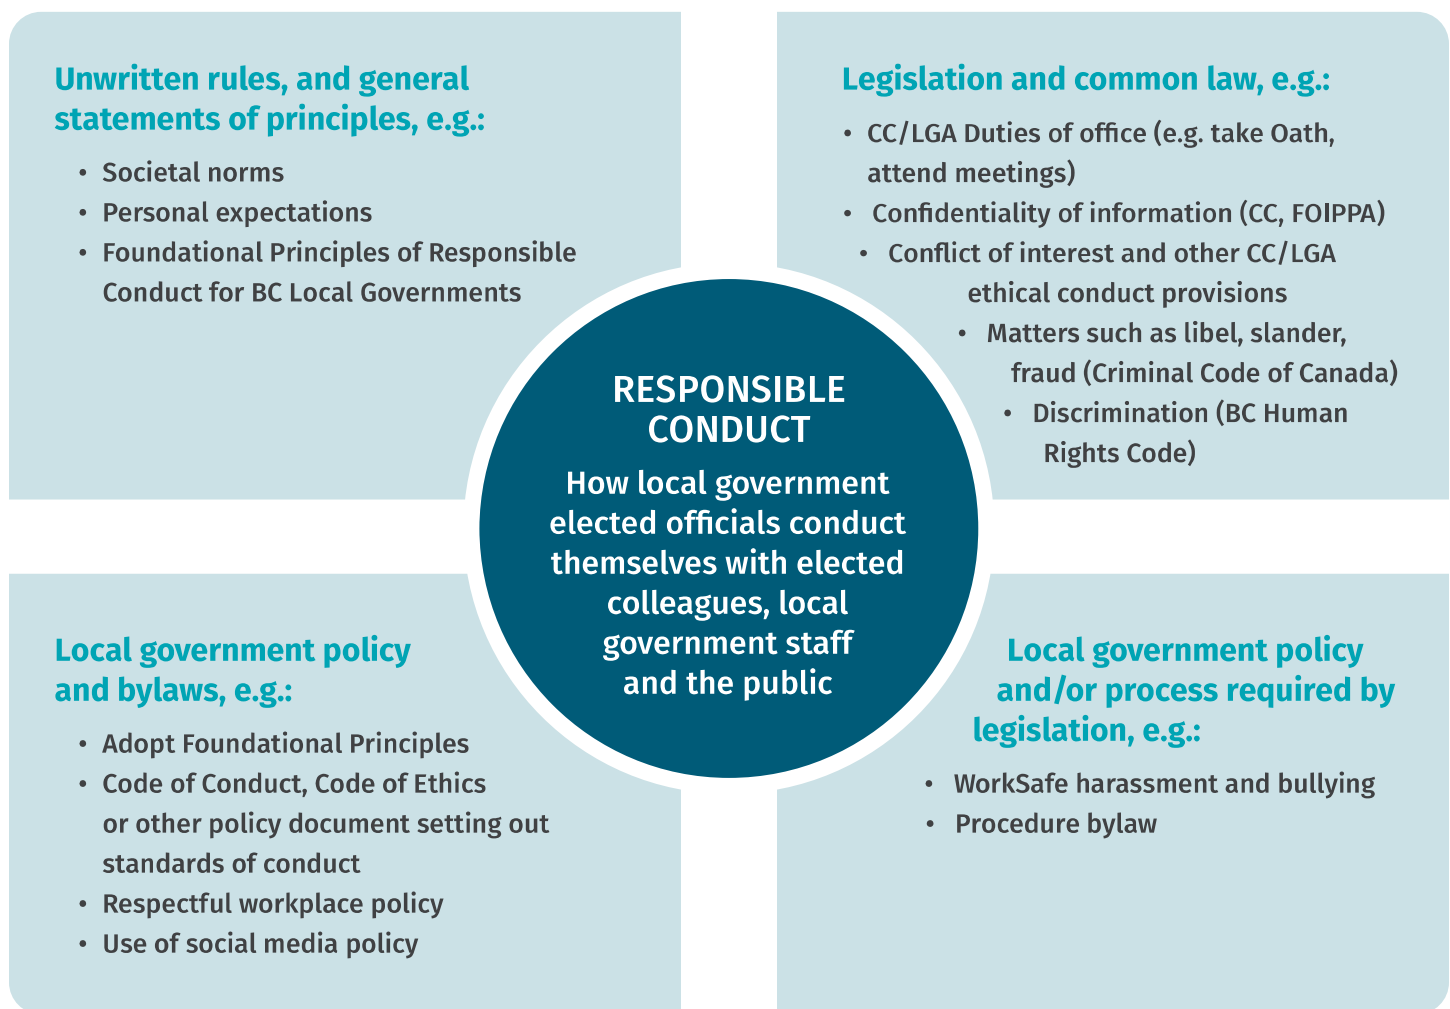 Unwritten rules, and general
statements of principles, e.g.:
• Societal norms
• Personal expectations
• Foundational Principles of Responsible
Conduct for BC Local Governments
Legislation and common law, e.g.:
• CC/LGA Duties of office (e.g. take Oath,
attend meetings)
• Confidentiality of information (CC, FOIPPA)
• Conflict of interest and other CC/LGA
ethical conduct provisions
• Matters such as libel, slander,
fraud (Criminal Code of Canada)
• Discrimination (BC Human
Rights Code)
RESPONSIBLE
CONDUCT
How local government
elected officials conduct
themselves with elected
colleagues, local
government staff
and the public
Local government policy
and bylaws, e.g.:
• Adopt Foundational Principles
• Code of Conduct, Code of Ethics
or other policy document setting out
standards of conduct
• Respectful workplace policy
• Use of social media policy
Local government policy
and/or process required by
legislation, e.g.:
• WorkSafe harassment and bullying
• Procedure bylaw